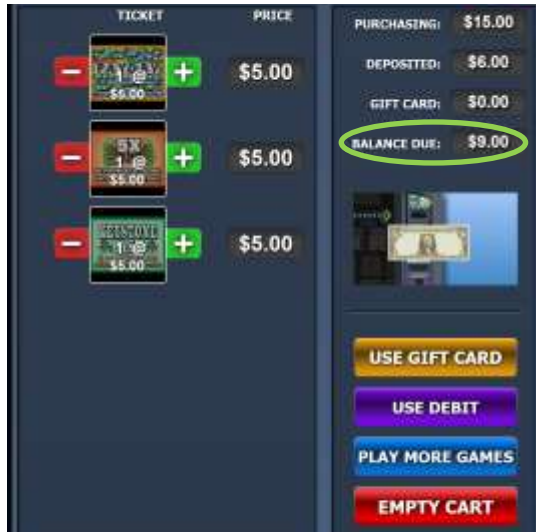 TICKET PRICE
1 @
$5.00
$5.00
5X
1 @
$5.00
$5.00
1 @
$5.00
$5.00
PURCHASING: $15.00
DEPOSITED: $6.00
GIFT CARD: $0.00
BALANCE DUE: $9.00
USE GIFT CARD
USE DEBIT
PLAY MORE GAMES
EMPTY CART